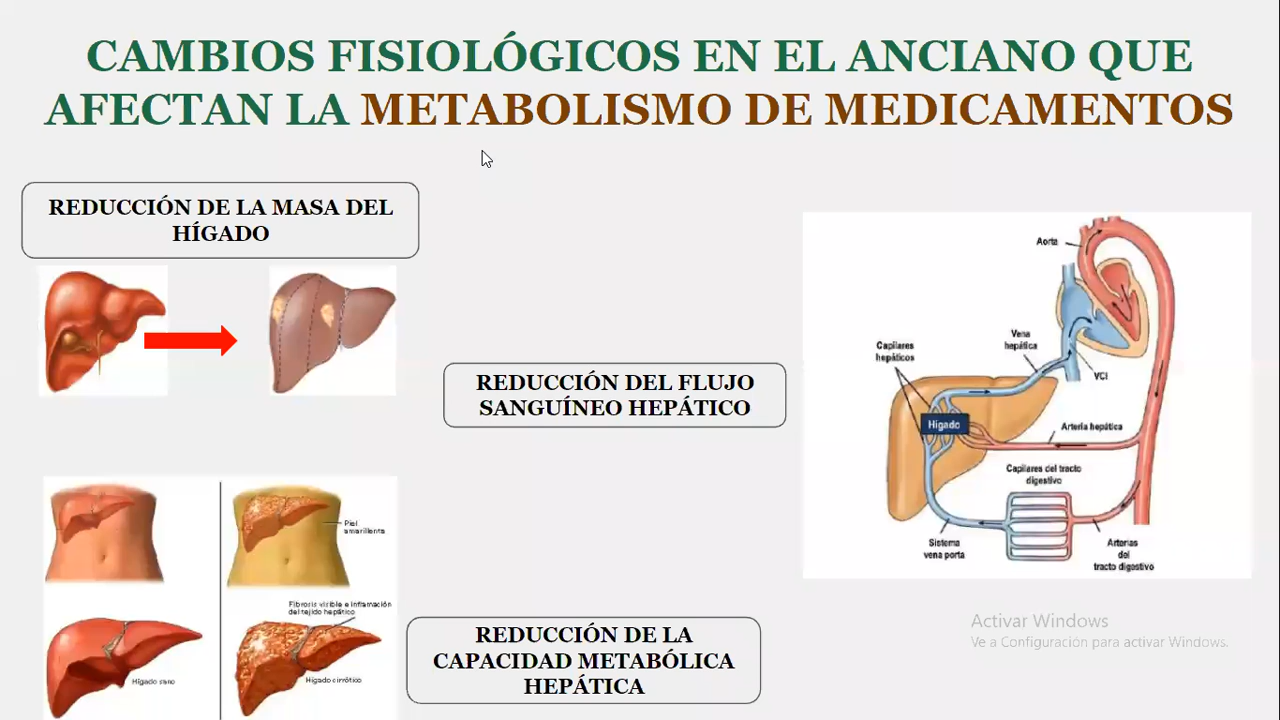 CAMBIOS FISIOLÓGICOS EN EL ANCIANO QUE
AFECTAN LA METABOLISMO DE MEDICAMENTOS
REDUCCIÓN DE LA MASA DEL
HÍGADO
Aorta
Vena
hepática
Capilares
hepáticos
VCI
REDUCCIÓN DEL FLUJO
SANGUÍNEO HEPÁTICO
Hígado
Arteria hepática
Capilares del tracto
digestivo
Sistema
vena porta
Arterias
del
tracto digestivo
Piel
amarillenta
Fibrosis visible e inflamación
del tejido hepático
Hígado sano
Hígado cirrótico
REDUCCIÓN DE LA
CAPACIDAD METABÓLICA
HEPÁTICA
Activar Windows
Ve a Configuración para activar Windows.